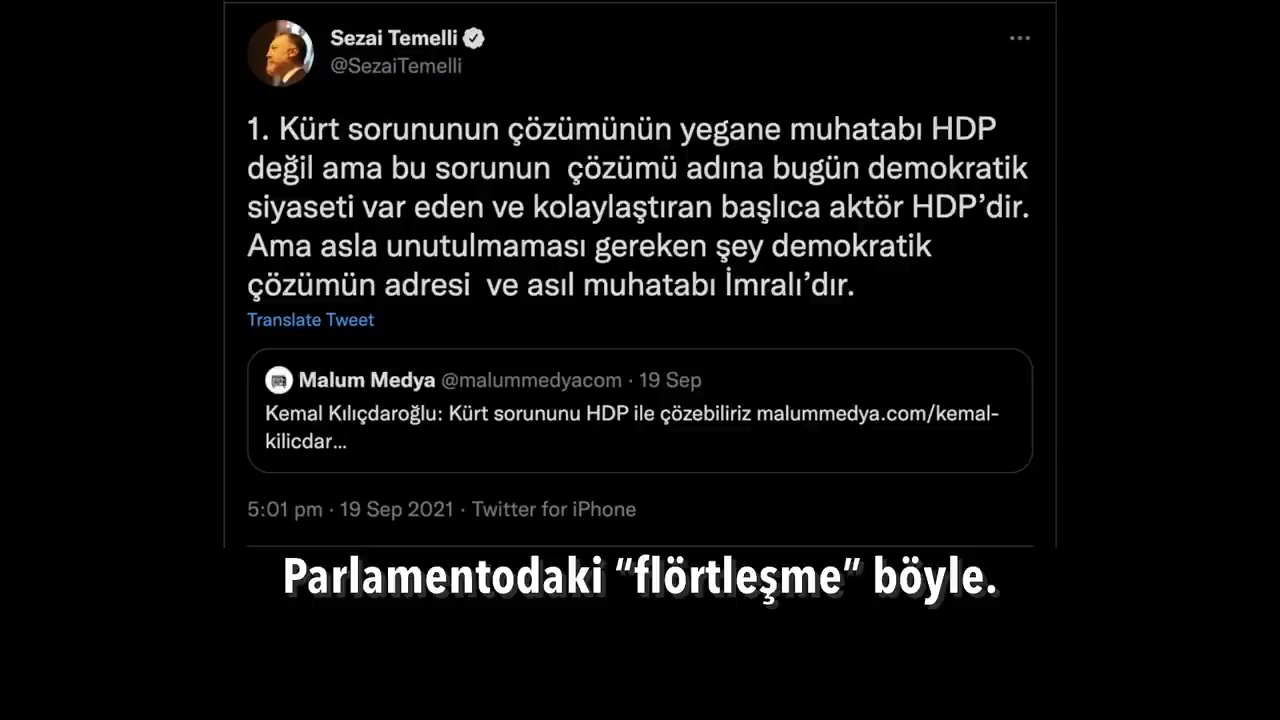 Sezai Temelli
@SezaiTemelli
1. Kürt sorununun çözümünün yegane muhatabı HDP
değil ama bu sorunun  çözümü adına bugün demokratik
siyaseti var eden ve kolaylaştıran başlıca aktör HDP’dir.
Ama asla unutulmaması gereken şey demokratik
çözümün adresi  ve asıl muhatabı İmralı’dır.
Translate Tweet
Malum Medya @malummedyacom · 19 Sep
Kemal Kılıçdaroğlu: Kürt sorununu HDP ile çözebiliriz malummedya.com/kemal-
kilicdar...
5:01 pm · 19 Sep 2021 · Twitter for iPhone
Parlamentodaki “flörtleşme” böyle.